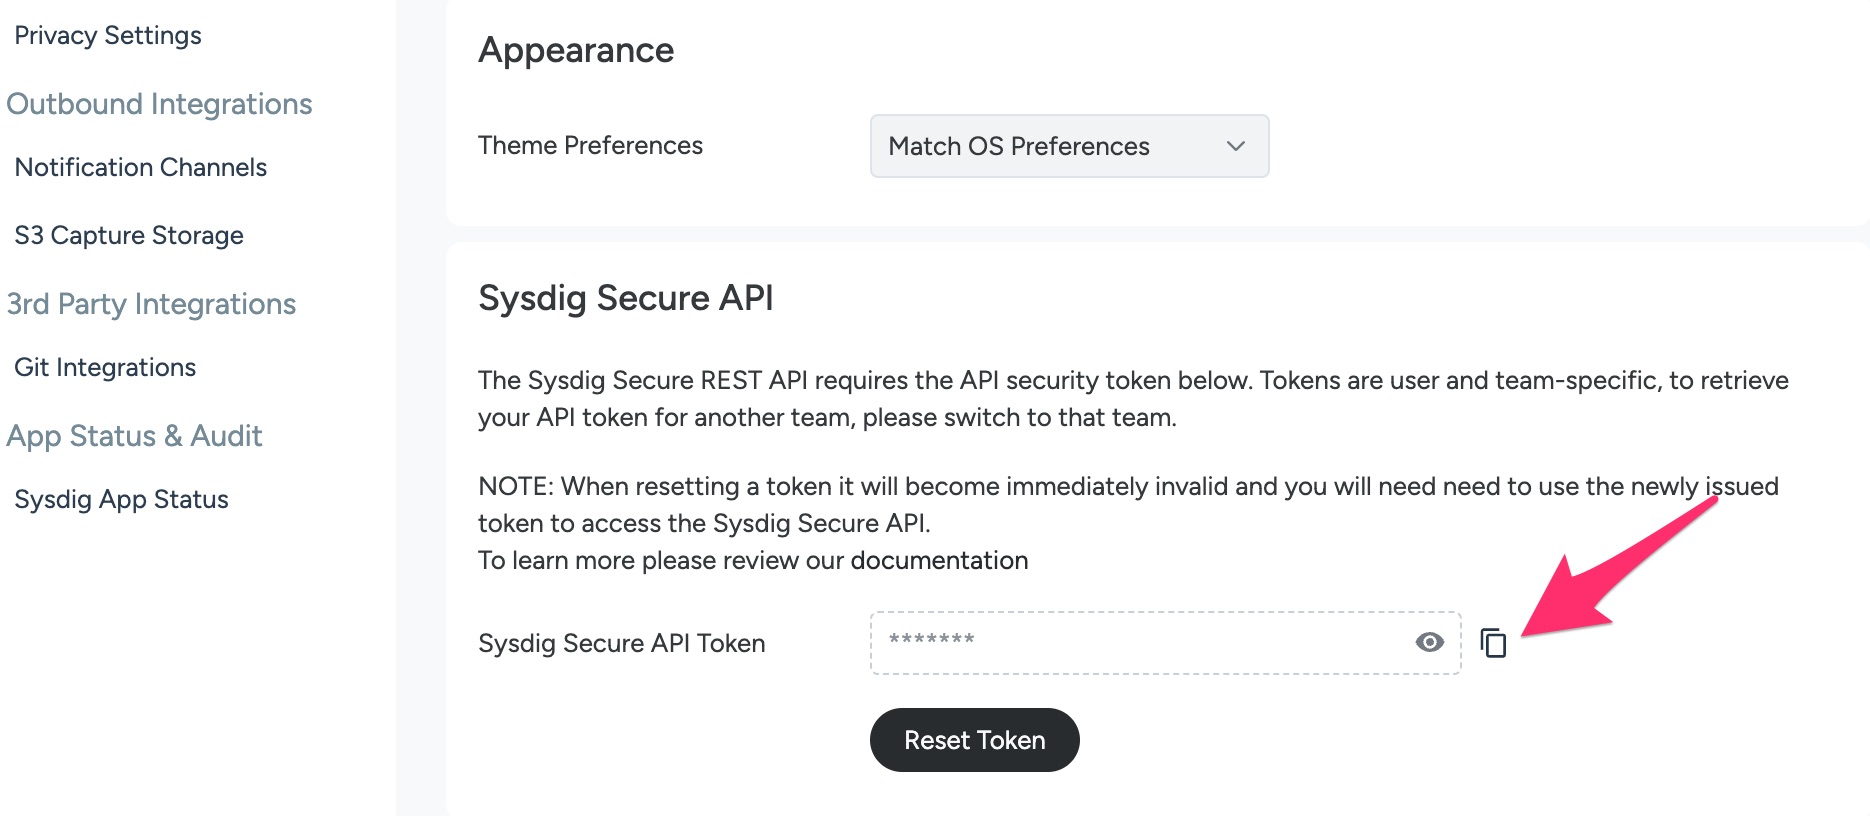 Privacy Settings
Outbound Integrations
Notification Channels
S3 Capture Storage
3rd Party Integrations
Git Integrations
App Status & Audit
Sysdig App Status
Appearance
Theme Preferences
Match OS Preferences
Sysdig Secure API
The Sysdig Secure REST API requires the API security token below. Tokens are user and team-specific, to retrieve
your API token for another team, please switch to that team.
NOTE: When resetting a token it will become immediately invalid and you will need need to use the newly issued
token to access the Sysdig Secure API.
To learn more please review our documentation
Sysdig Secure API Token
*******
Reset Token